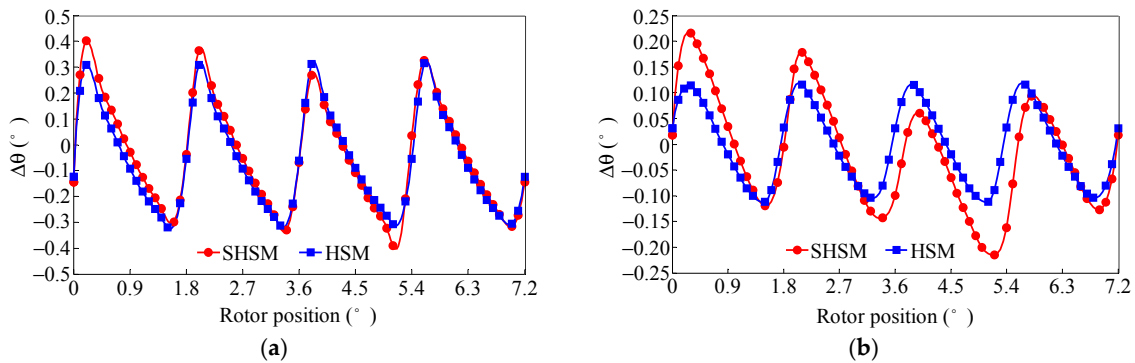 0.5
0.4
0.3
0.2
0.1
0
−0.1
−0.2
−0.3
−0.4
−0.5
Δθ (°)
SHSM HSM
0 0.9 1.8 2.7 3.6 4.5 5.4 6.3 7.2
Rotor position (°)
(a)
0.25
0.20
0.15
0.10
0.05
0
−0.05
−0.10
−0.15
−0.20
−0.25
Δθ (°)
SHSM HSM
0 0.9 1.8 2.7 3.6 4.5 5.4 6.3 7.2
Rotor position (°)
(b)